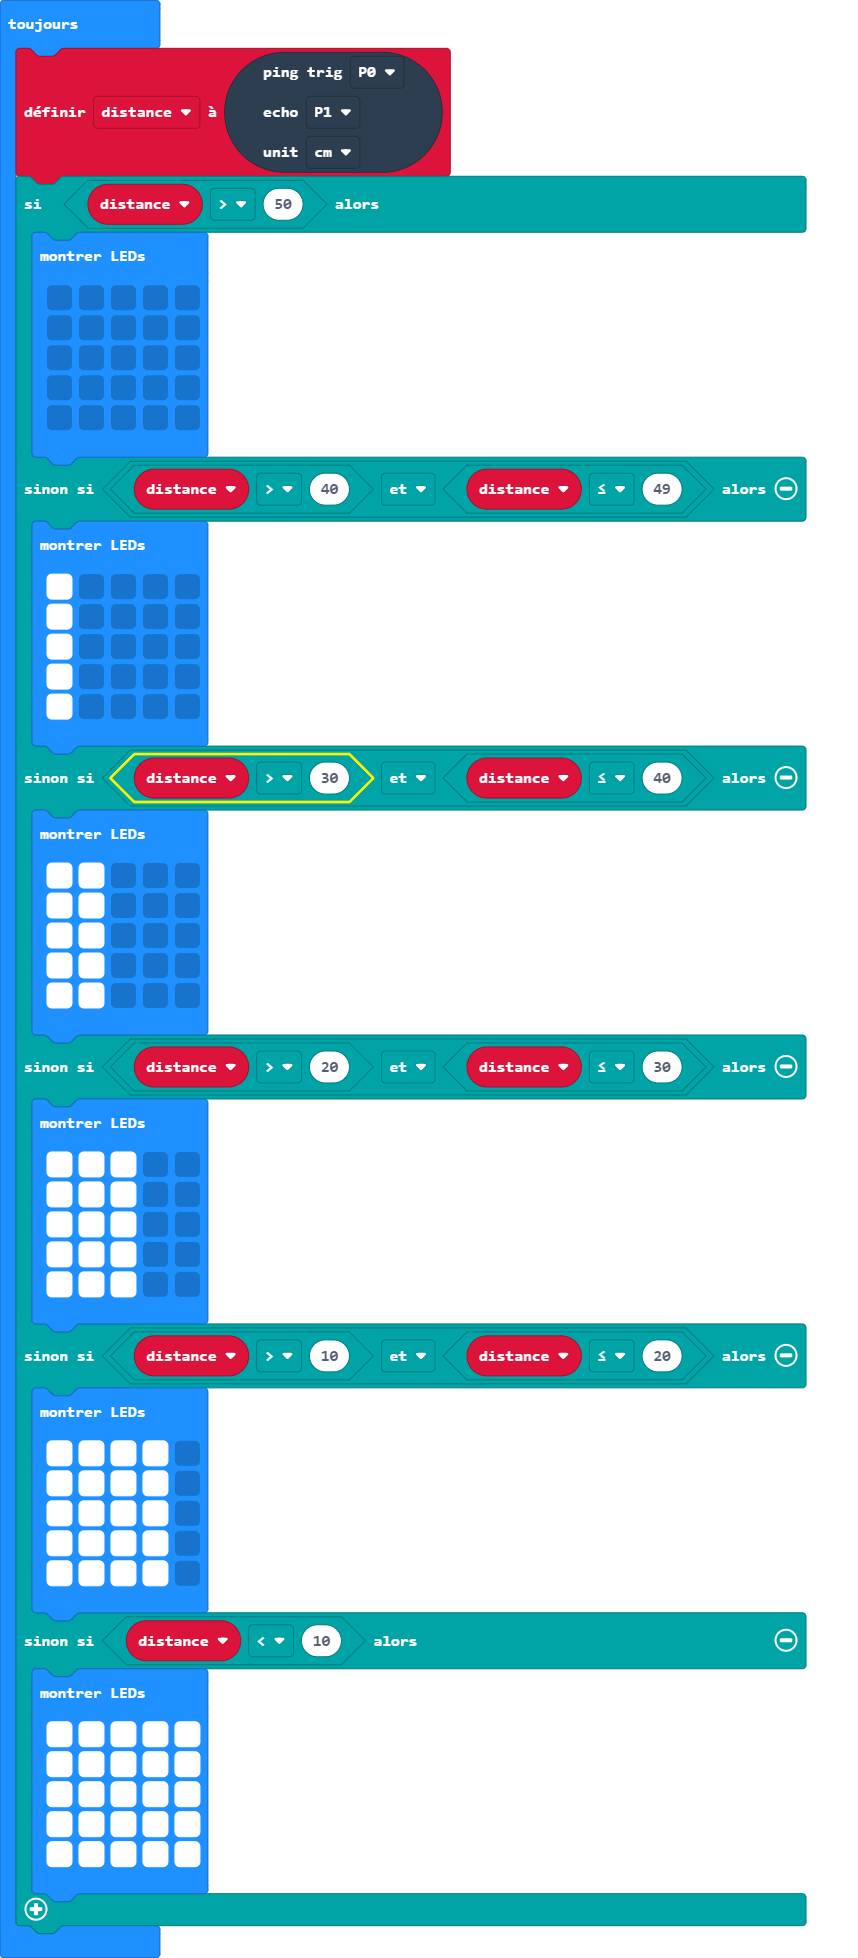 toujours
ping trig P0
définir distance à echo P1
unit cm
si distance > 50 alors
montrer LEDs
sinon si distance > 40 et distance ≤ 49 alors
montrer LEDs
sinon si distance > 30 et distance ≤ 40 alors
montrer LEDs
sinon si distance > 20 et distance ≤ 30 alors
montrer LEDs
sinon si distance > 10 et distance ≤ 20 alors
montrer LEDs
sinon si distance < 10 alors
montrer LEDs